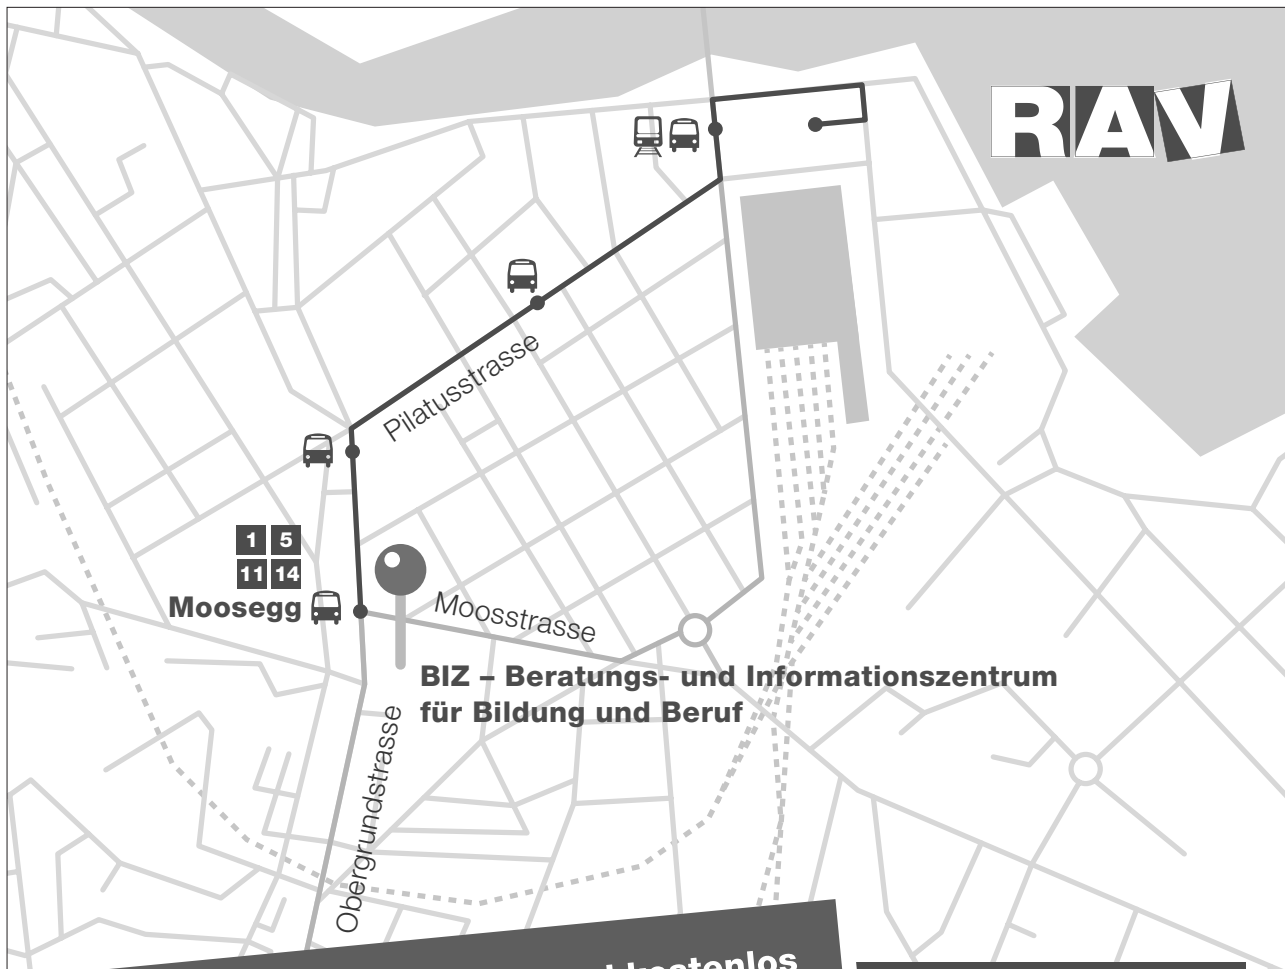 RAV
Pilatusstrasse
1 5
11 14
Moosegg
Moosstrasse
BIZ – Beratungs- und Informationszentrum
für Bildung und Beruf
Obergrundstrasse
kostenlos